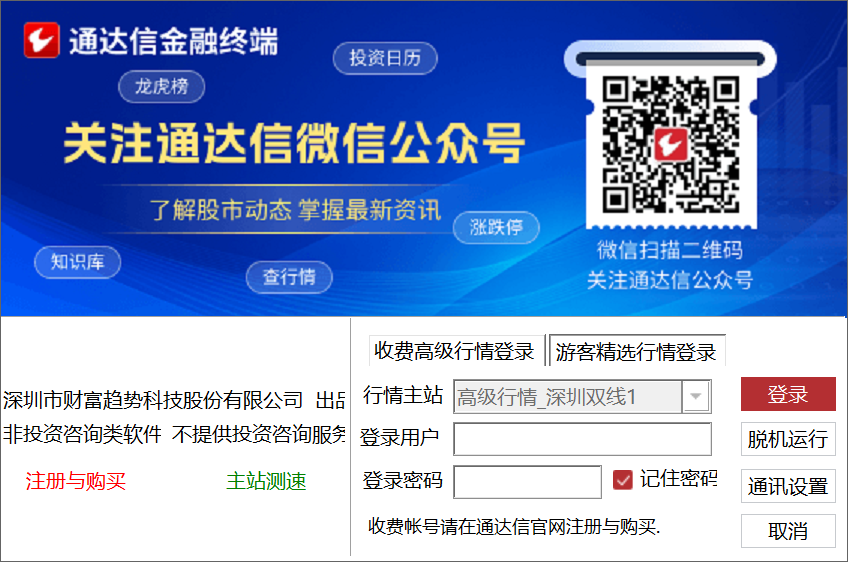 通达信金融终端
投资日历
龙虎榜
关注通达信微信公众号
了解股市动态 掌握最新资讯
涨跌停
知识库
查行情
微信扫描二维码
关注通达信公众号
收费高级行情登录
游客精选行情登录
深圳市财富趋势科技股份有限公司 出品
非投资咨询类软件 不提供投资咨询服务
注册与购买
主站测速
行情主站
高级行情_深圳双线1
登录
登录用户
脱机运行
登录密码
记住密码
通讯设置
收费帐号请在通达信官网注册与购买.
取消